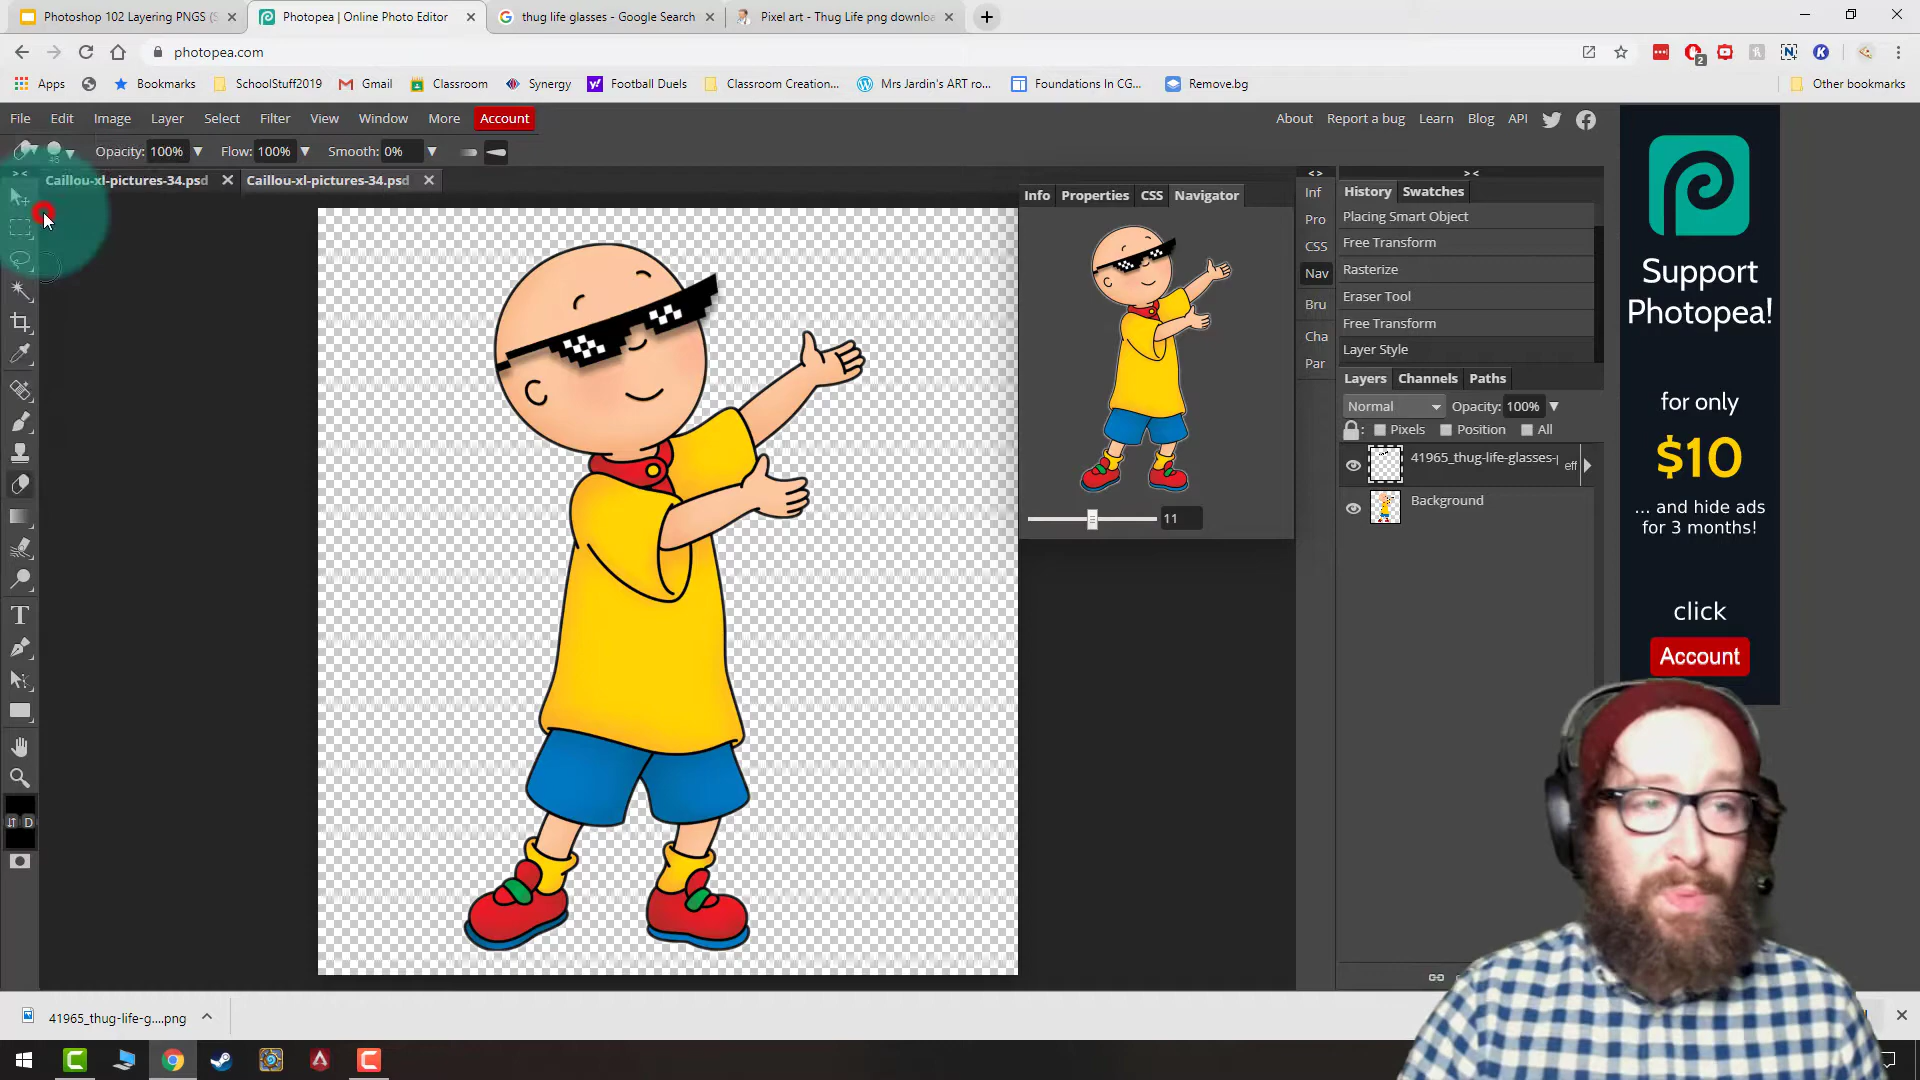 Photoshop 102 Layering PNGS (S
Photopea | Online Photo Editor
thug life glasses - Google Search
Pixel art - Thug Life png downloa
photopea.com
2
Apps
Bookmarks
SchoolStuff2019
Gmail
Classroom
Synergy
Football Duels
Classroom Creation...
Mrs Jardin's ART ro...
Foundations In CG...
Remove.bg
Other bookmarks
File Edit Image Layer Select Filter View Window More Account
About Report a bug Learn Blog API
Opacity: 100% Flow: 100% Smooth: 0%
Caillou-xl-pictures-34.psd
Caillou-xl-pictures-34.psd
Info Properties CSS Navigator
11
Inf
Pro
CSS
Nav
Bru
Cha
Par
History Swatches
Placing Smart Object
Free Transform
Rasterize
Eraser Tool
Free Transform
Layer Style
Layers Channels Paths
Normal Opacity: 100%
Pixels Position All
41965_thug-life-glasses-
eff
Background
Support
Photopea!
for only
$10
... and hide ads
for 3 months!
click
Account
D
41965_thug-life-g....png